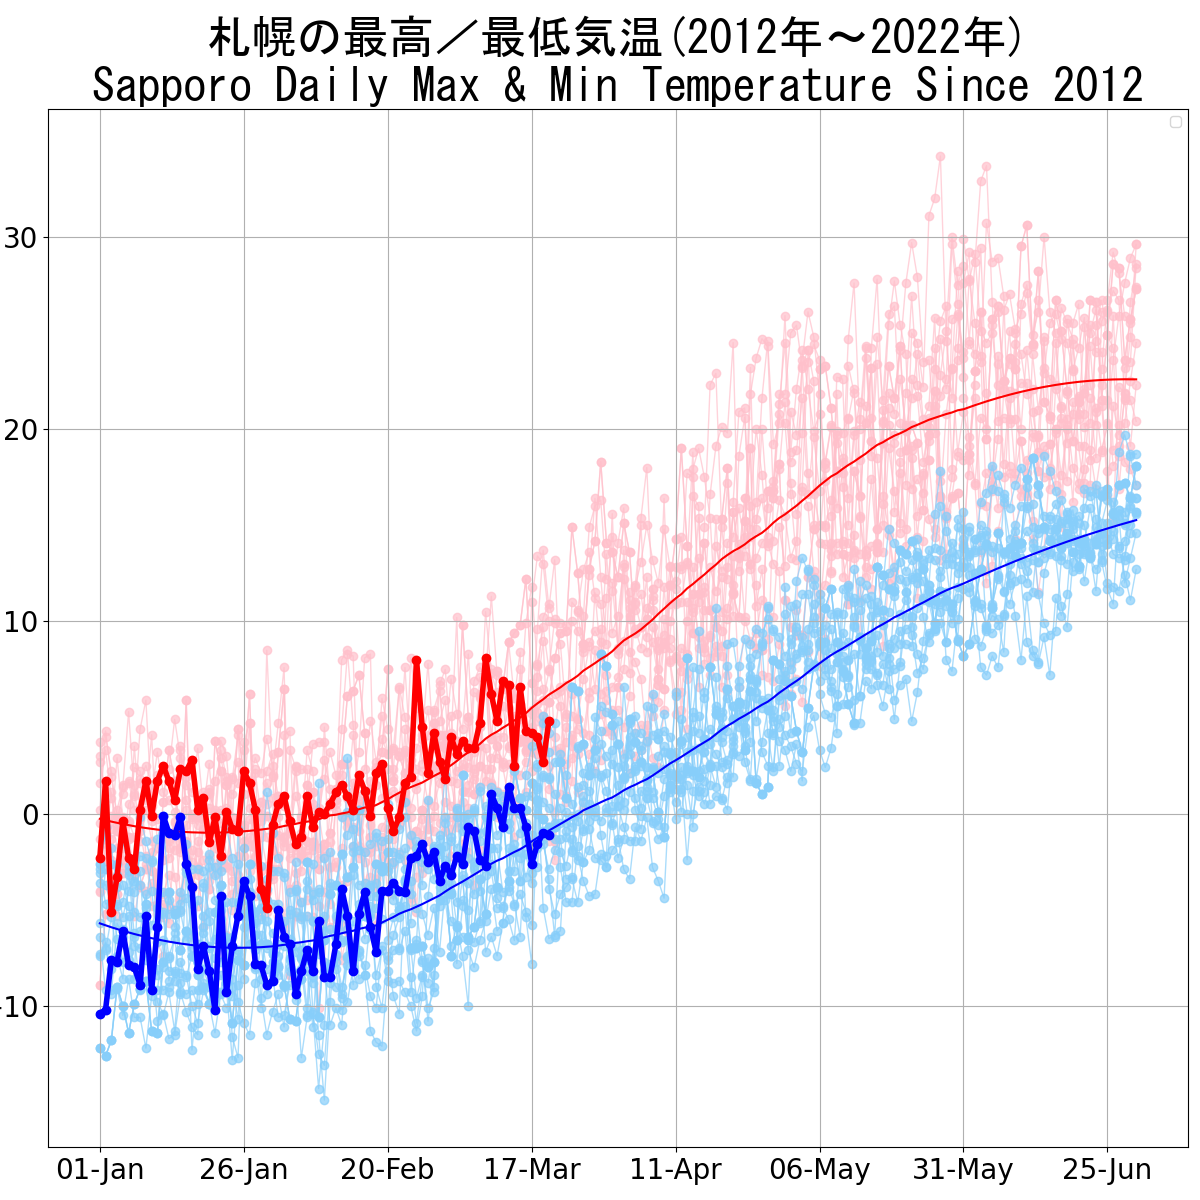 札幌の最高／最低気温(2012年～2022年)
Sapporo Daily Max & Min Temperature Since 2012
30
20
10
0
-10
01-Jan 26-Jan 20-Feb 17-Mar 11-Apr 06-May 31-May 25-Jun